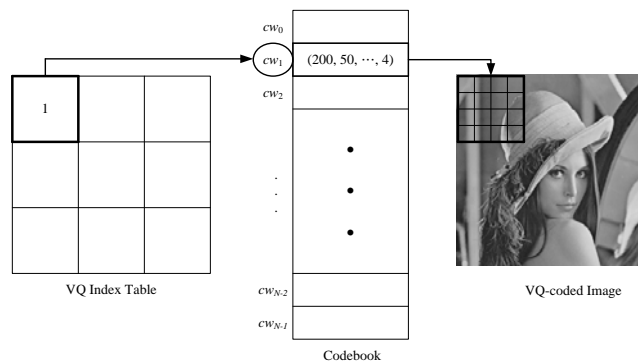 cw0
cw1
(200, 50, ⋯, 4)
cw2
1
cwN-2
cwN-1
VQ Index Table
VQ-coded Image
Codebook